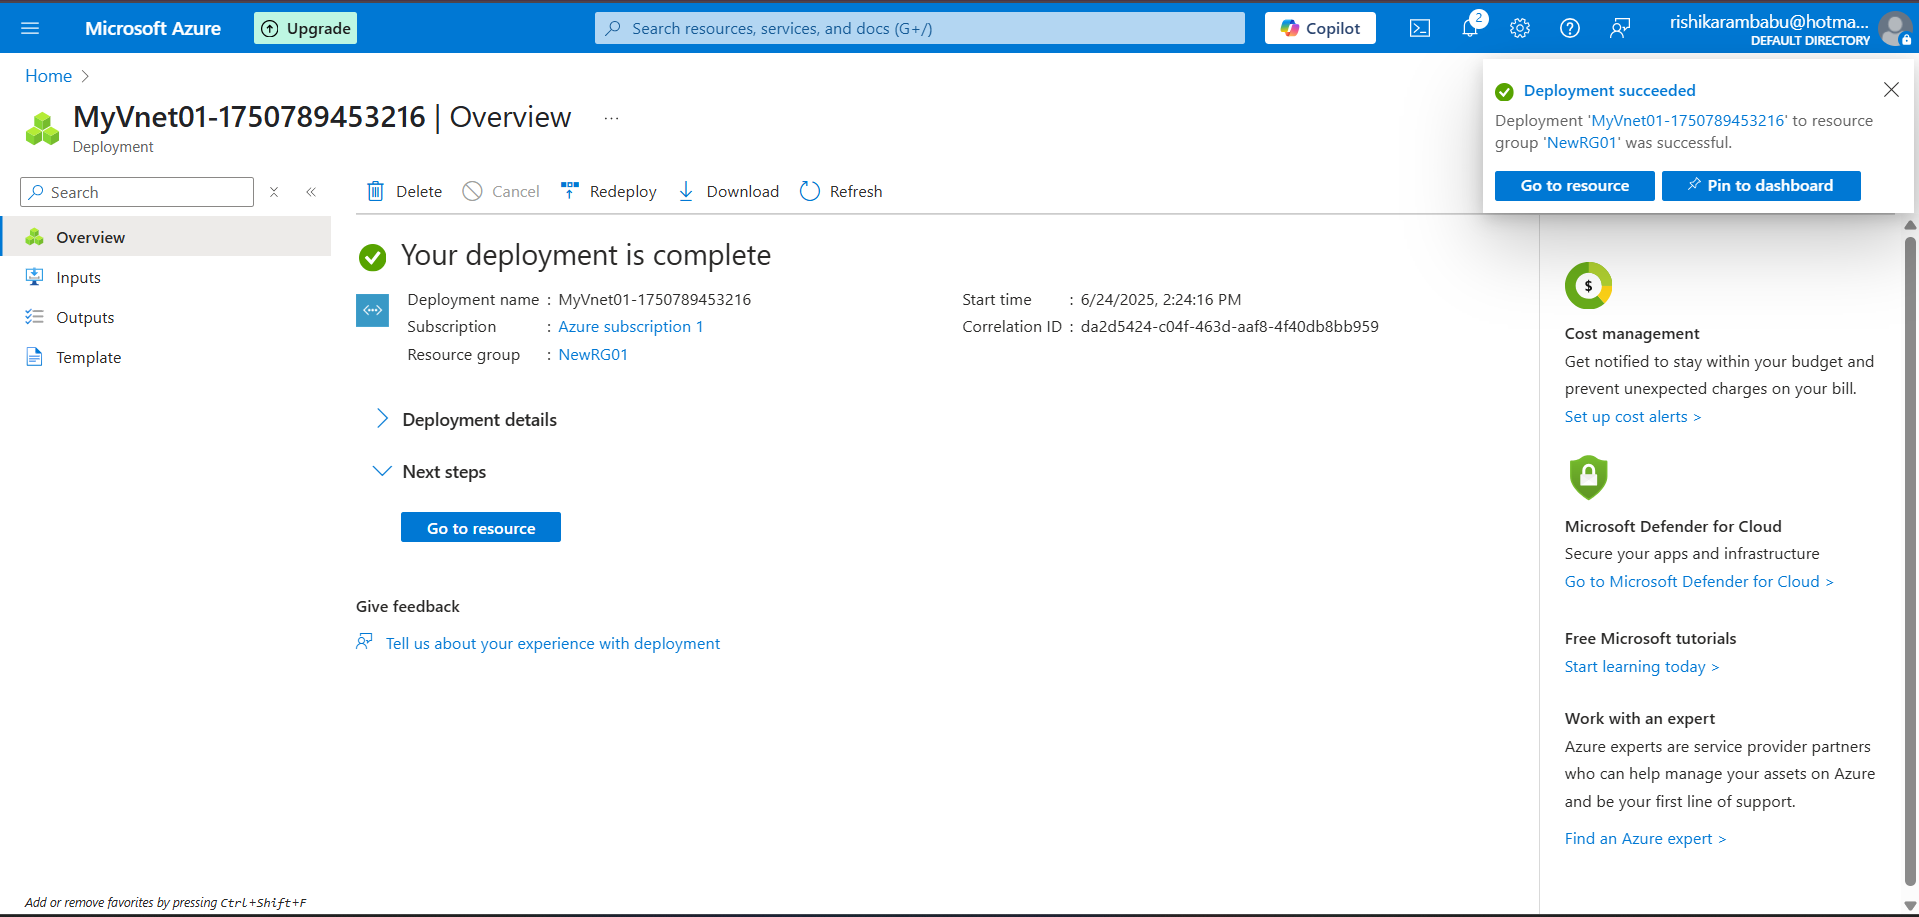 Microsoft Azure
Upgrade
Search resources, services, and docs (G+/)
Copilot
2
rishikarambabu@hotma...
DEFAULT DIRECTORY
Home
MyVnet01-1750789453216 | Overview ...
Deployment
Deployment succeeded
Deployment 'MyVnet01-1750789453216' to resource
group 'NewRG01' was successful.
Go to resource
Pin to dashboard
Search
Delete
Cancel
Redeploy
Download
Refresh
Overview
Inputs
Outputs
Template
Your deployment is complete
Deployment name : MyVnet01-1750789453216
Subscription : Azure subscription 1
Resource group : NewRG01
Start time : 6/24/2025, 2:24:16 PM
Correlation ID : da2d5424-c04f-463d-aaf8-4f40db8bb959
Deployment details
Next steps
Go to resource
Give feedback
Tell us about your experience with deployment
$
Cost management
Get notified to stay within your budget and
prevent unexpected charges on your bill.
Set up cost alerts >
Microsoft Defender for Cloud
Secure your apps and infrastructure
Go to Microsoft Defender for Cloud >
Free Microsoft tutorials
Start learning today >
Work with an expert
Azure experts are service provider partners
who can help manage your assets on Azure
and be your first line of support.
Find an Azure expert >
Add or remove favorites by pressing Ctrl+Shift+F